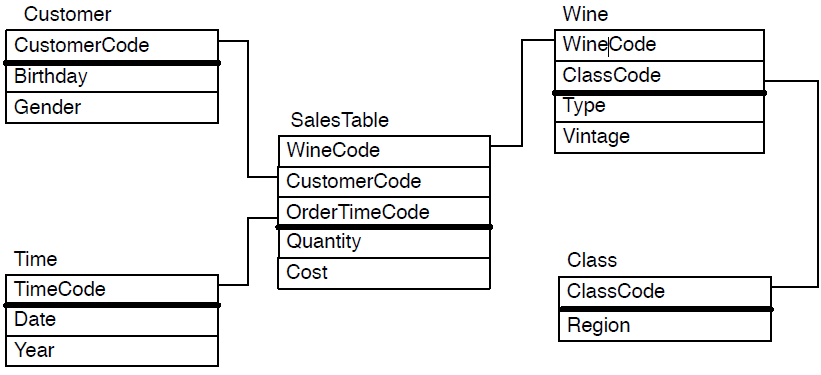 Customer
CustomerCode
Birthday
Gender
Wine
WineCode
ClassCode
Type
Vintage
SalesTable
WineCode
CustomerCode
OrderTimeCode
Quantity
Cost
Time
TimeCode
Date
Year
Class
ClassCode
Region